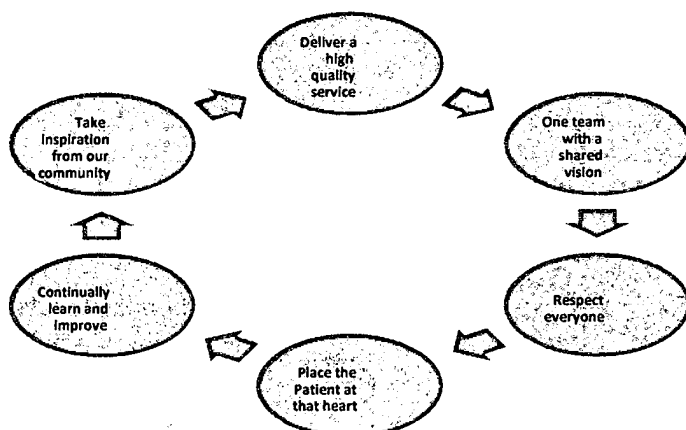 Deliver a
high
quality
service
One team
with a
shared
vision
Respect
everyone
Place the
Patient at
that heart
Continually
learn and
improve
Take
inspiration
from our
community